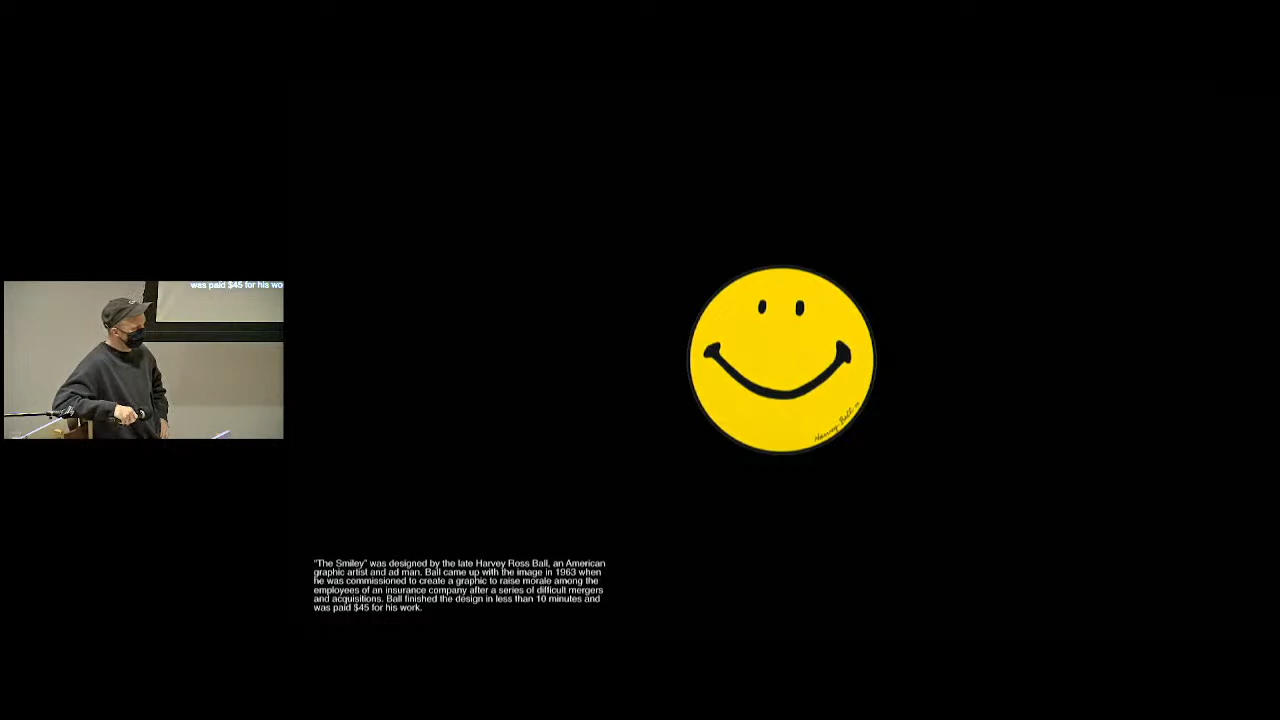 was paid $45 for his wo
Harvey Ball
"The Smiley" was designed by the late Harvey Ross Ball, an American
graphic artist and ad man. Ball came up with the image in 1963 when
he was commissioned to create a graphic to raise morale among the
employees of an insurance company after a series of difficult mergers
and acquisitions. Ball finished the design in less than 10 minutes and
was paid $45 for his work.